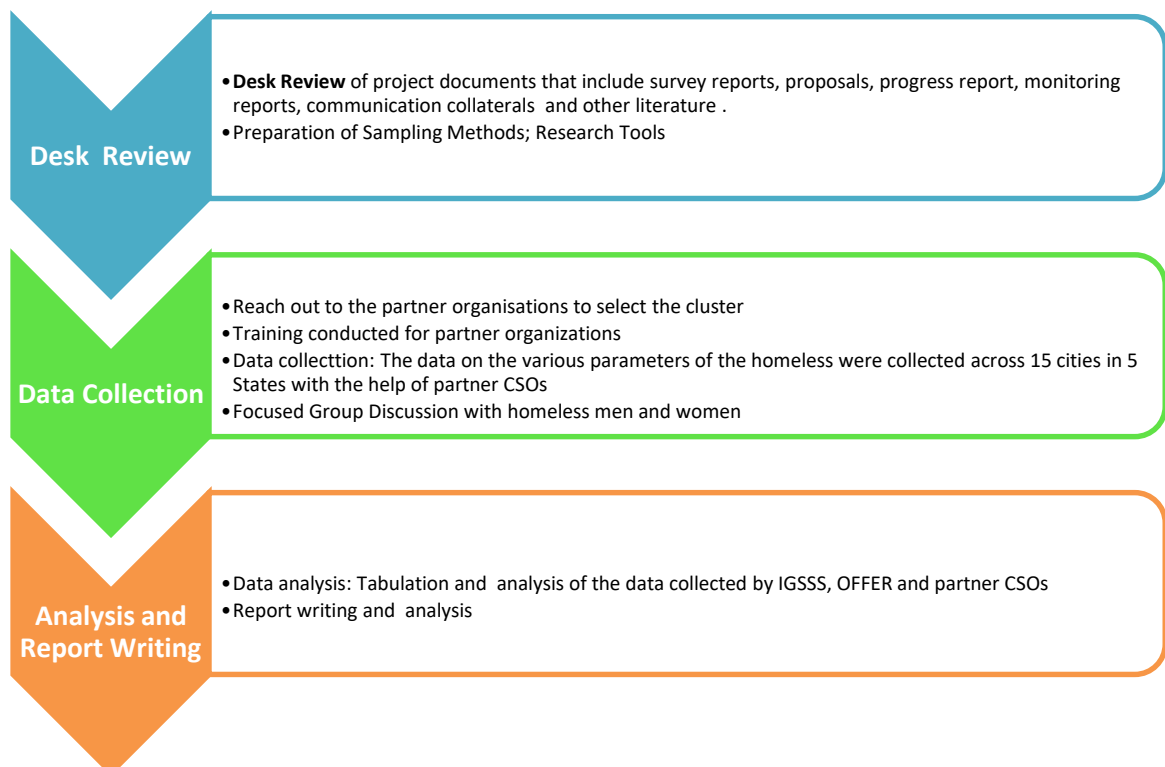 Desk Review
•Desk Review of project documents that include survey reports, proposals, progress report, monitoring
reports, communication collaterals and other literature .
•Preparation of Sampling Methods; Research Tools
Data Collection
•Reach out to the partner organisations to select the cluster
•Training conducted for partner organizations
•Data collecttion: The data on the various parameters of the homeless were collected across 15 cities in 5
States with the help of partner CSOs
•Focused Group Discussion with homeless men and women
Analysis and
Report Writing
•Data analysis: Tabulation and analysis of the data collected by IGSSS, OFFER and partner CSOs
•Report writing and analysis